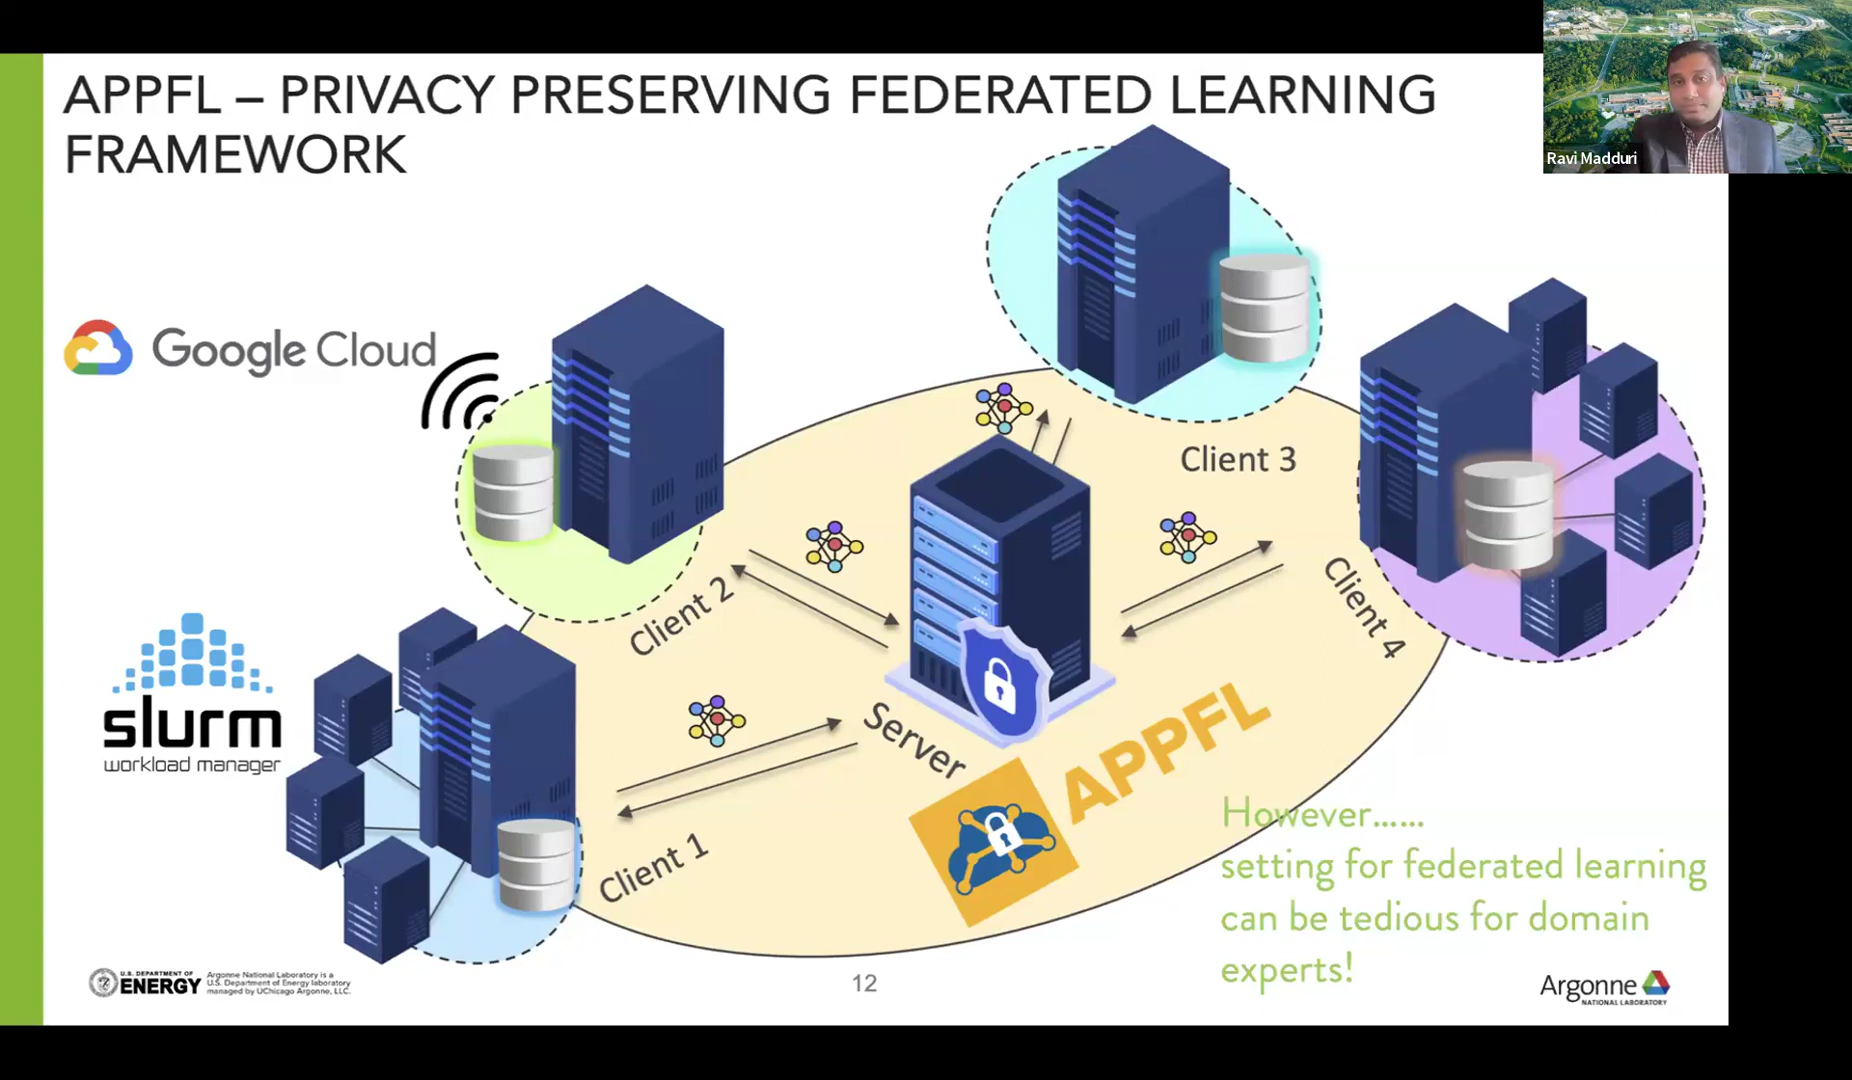 APPFL – PRIVACY PRESERVING FEDERATED LEARNING
FRAMEWORK
Ravi Madduri
Google Cloud
Client 3
Client 2
Client 4
slurm
workload manager
Server
APPFL
Client 1
However......
setting for federated learning
can be tedious for domain
experts!
U.S. DEPARTMENT OF
ENERGY
Argonne National Laboratory is a
U.S. Department of Energy laboratory
managed by UChicago Argonne, LLC.
12
Argonne
NATIONAL LABORATORY